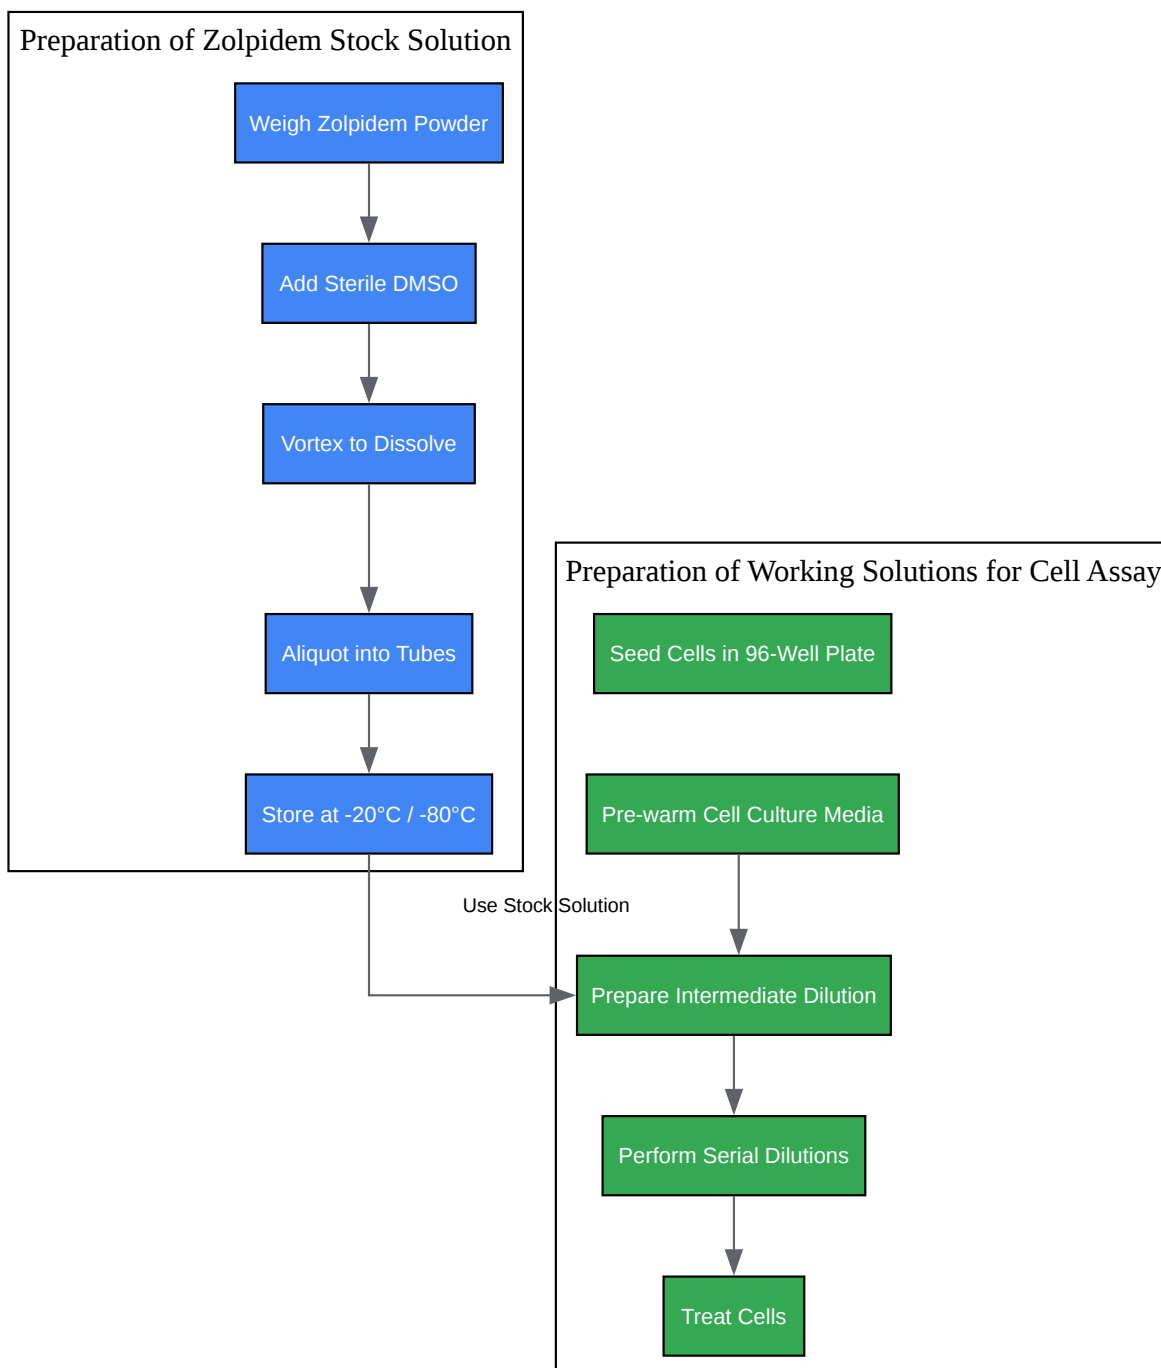 Preparation of Zolpidem Stock Solution
Weigh Zolpidem Powder
Add Sterile DMSO
Vortex to Dissolve
Aliquot into Tubes
Store at -20°C / -80°C
Use Stock Solution
Preparation of Working Solutions for Cell Assay
Seed Cells in 96-Well Plate
Pre-warm Cell Culture Media
Prepare Intermediate Dilution
Perform Serial Dilutions
Treat Cells